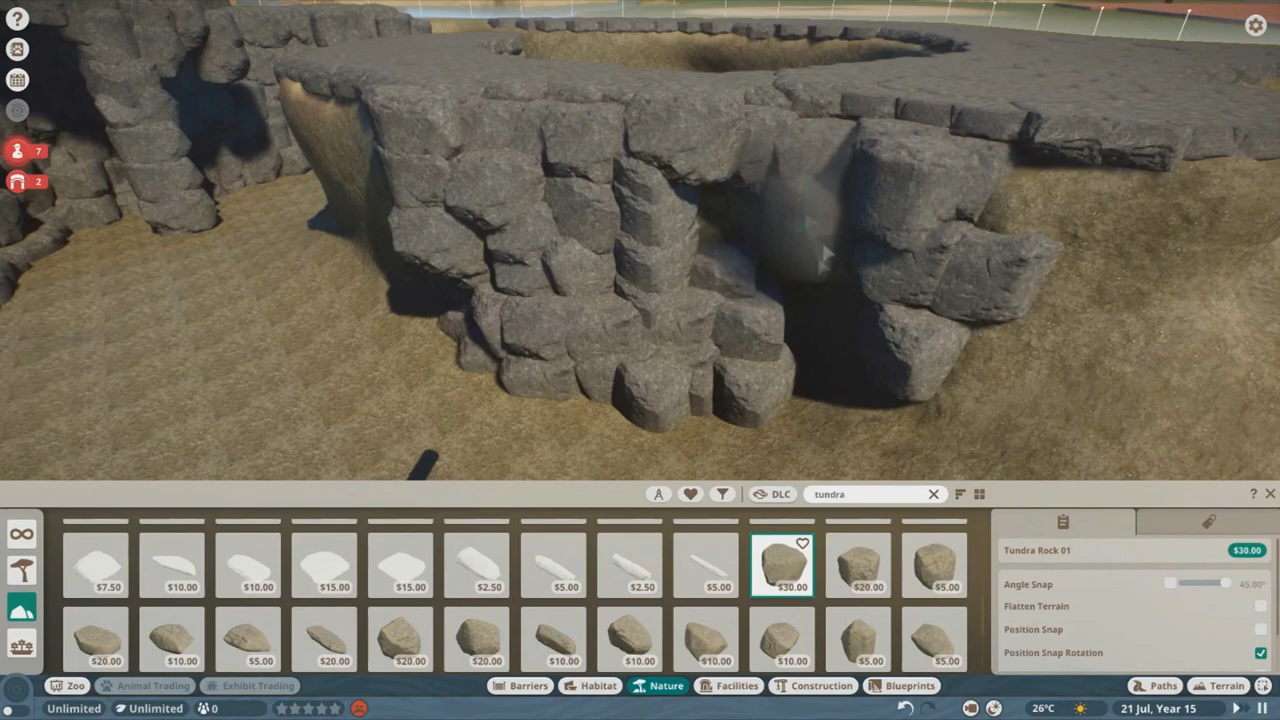 ?
7
2
DLC
tundra
?
$7.50 $10.00 $10.00 $15.00 $15.00 $2.50 $5.00 $2.50 $5.00 $30.00 $20.00 $5.00
$20.00 $10.00 $5.00 $20.00 $20.00 $20.00 $10.00 $10.00 $10.00 $10.00 $5.00 $5.00
Tundra Rock 01 $30.00
Angle Snap 45.00°
Flatten Terrain
Position Snap
Position Snap Rotation
Zoo Animal Trading Exhibit Trading Barriers Habitat Nature Facilities Construction Blueprints Paths Terrain
Unlimited Unlimited 0 26°C 21 Jul, Year 15